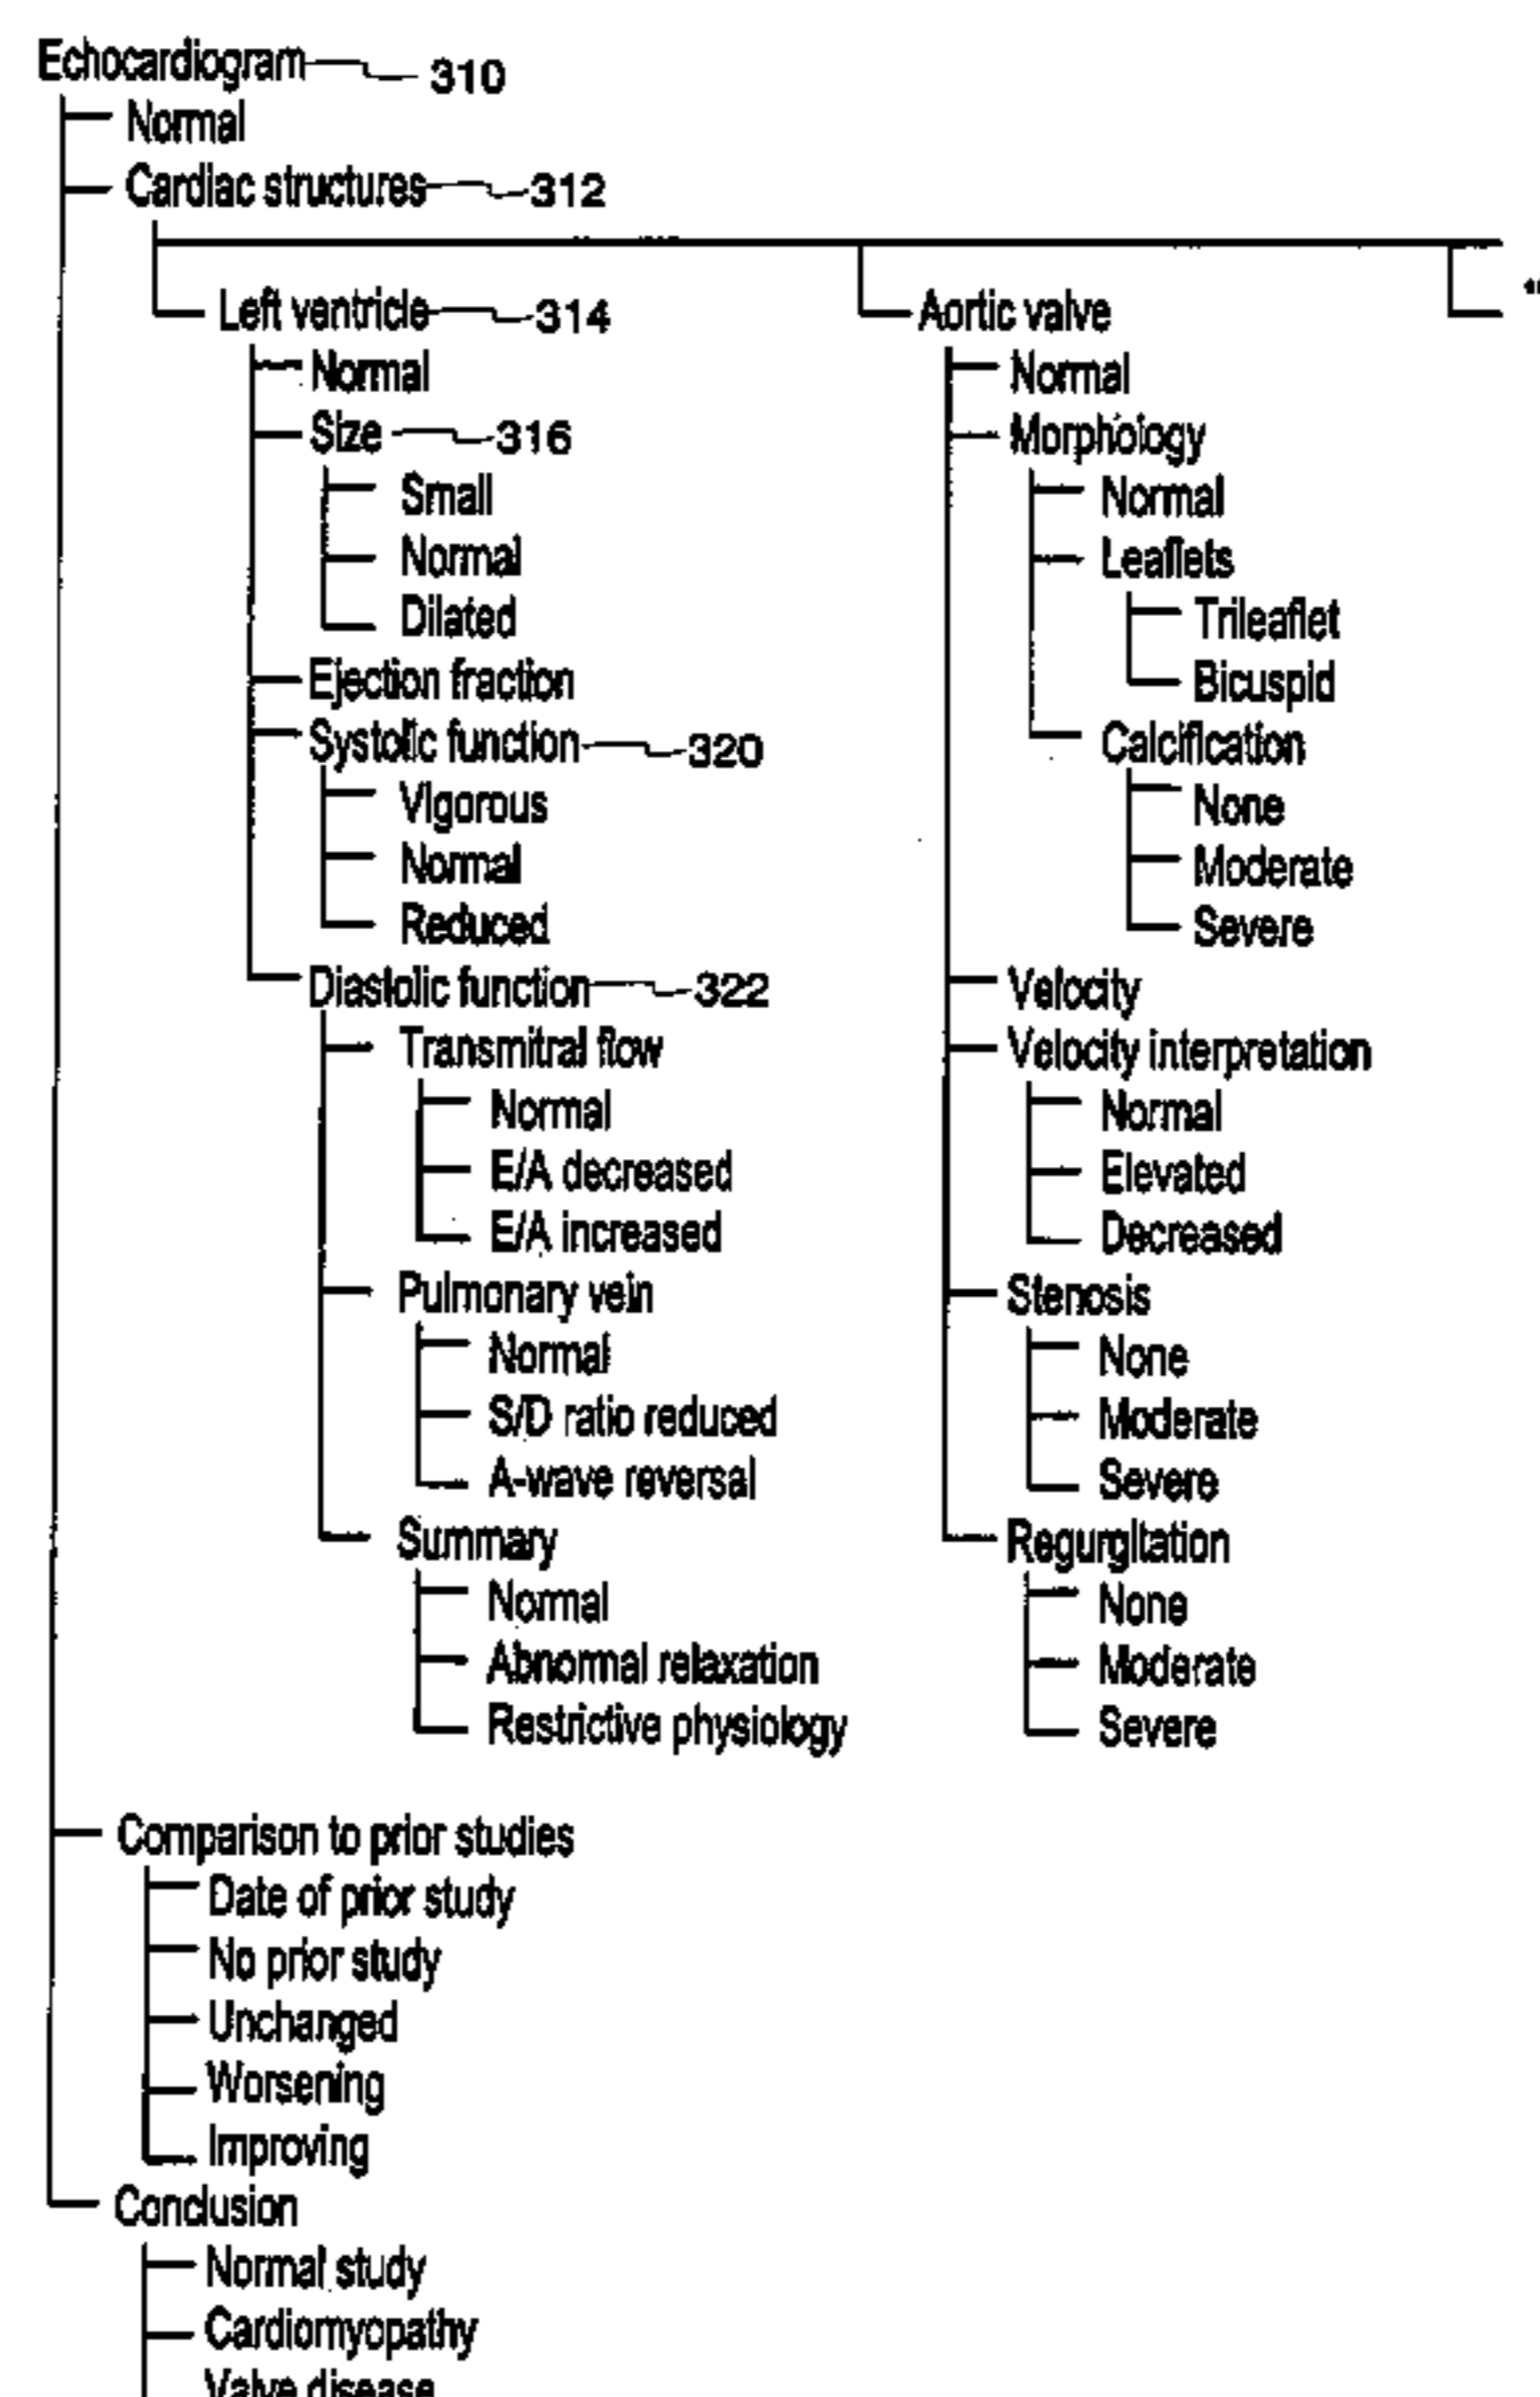 Echocardiogram 310
Normal
Cardiac structures 312
Left ventricle 314
Normal
Size 316
Small
Normal
Dilated
Ejection fraction
Systolic function 320
Vigorous
Normal
Reduced
Diastolic function 322
Transmitral flow
Normal
E/A decreased
E/A increased
Pulmonary vein
Normal
S/D ratio reduced
A-wave reversal
Summary
Normal
Abnormal relaxation
Restrictive physiology
Aortic valve
Normal
Morphology
Normal
Leaflets
Trileaflet
Bicuspid
Calcification
None
Moderate
Severe
Velocity
Velocity interpretation
Normal
Elevated
Decreased
Stenosis
None
Moderate
Severe
Regurgitation
None
Moderate
Severe
Comparison to prior studies
Date of prior study
No prior study
Unchanged
Worsening
Improving
Conclusion
Normal study
Cardiomyopathy
Valve disease